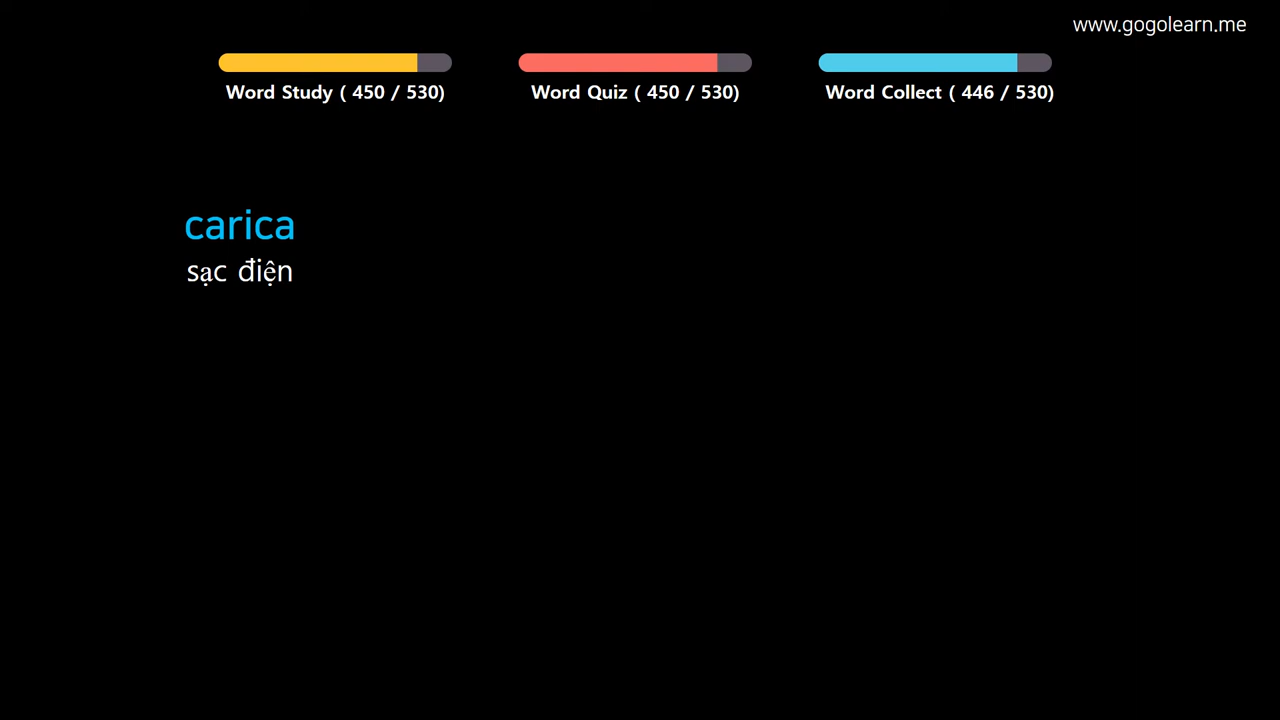 www.gogolearn.me
Word Study ( 450 / 530)
Word Quiz ( 450 / 530)
Word Collect ( 446 / 530)
carica
sạc điện